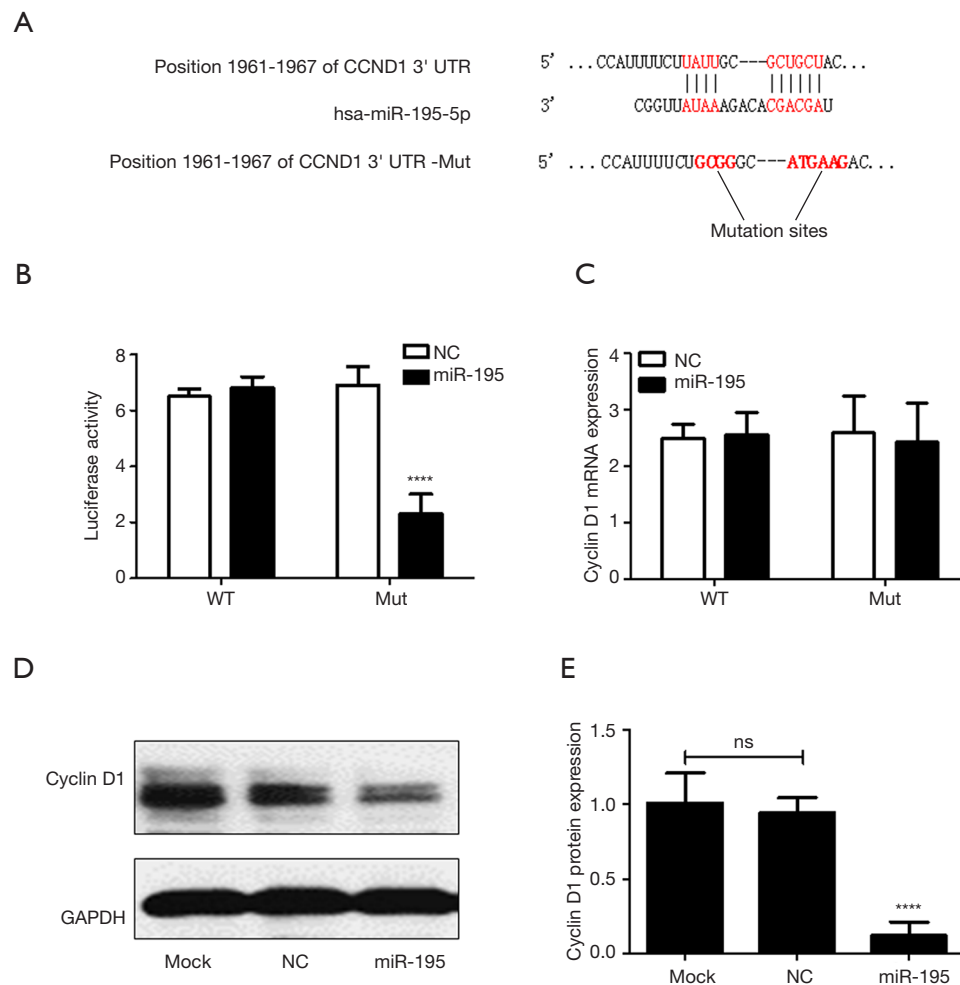 A
Position 1961-1967 of CCND1 3' UTR 5' ...CCAUUUUCUUAUUGC---GCUGCUAC...
hsa-miR-195-5p 3' CGGUUAUAAAGACACGACGAU
Position 1961-1967 of CCND1 3' UTR -Mut 5' ...CCAUUUUCUGCGGGC---ATGAAGAC...
Mutation sites
B
Luciferase activity
8
6
4
2
0
NC
miR-195
****
WT Mut
C
Cyclin D1 mRNA expression
4
3
2
1
0
NC
miR-195
WT Mut
D
Cyclin D1
GAPDH
Mock NC miR-195
E
Cyclin D1 protein expression
1.5
1.0
0.5
0.0
ns
****
Mock NC miR-195